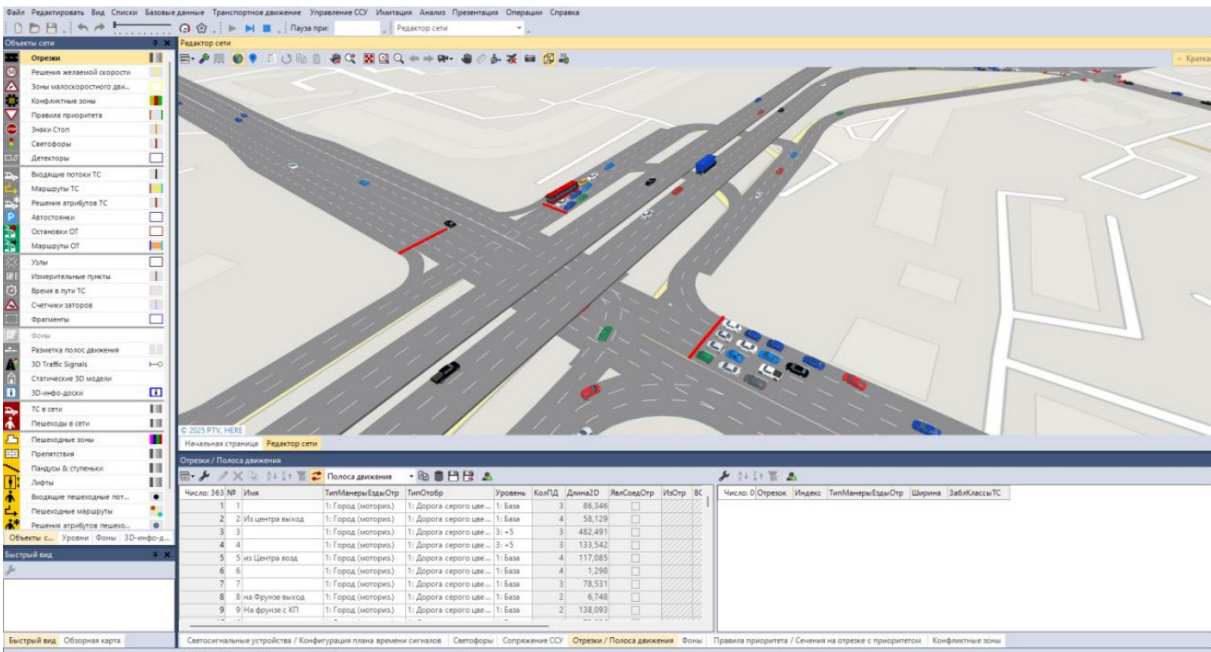 Файл Редактировать Вид Списки Базовые данные Транспортное движение Управление ССУ Имитация Анализ Презентация Операции Справка
Пауза при: Редактор сети
Объекты сети
Редактор сети
Кратка
Отрезки
Решения желаемой скорости
Зоны малоскоростного дви...
Конфликтные зоны
Правила приоритета
Знаки Стоп
Светофоры
Детекторы
Входящие потоки ТС
Маршруты ТС
Решения атрибутов ТС
Автостоянки
Остановки ОТ
Маршруты ОТ
Узлы
Измерительные пункты
Время в пути ТС
Счетчики заторов
Фрагменты
Фоны
Разметка полос движения
3D Traffic Signals
Статические 3D модели
3D-инфо-доски
ТС в сети
Пешеходы в сети
Пешеходные зоны
Препятствия
Пандусы & ступеньки
Лифты
Входящие пешеходные пот...
Пешеходные маршруты
Решения атрибутов пешехо...
Объекты с... Уровни Фоны 3D-инфо-д...
Быстрый вид
Быстрый вид Обзорная карта
© 2025 PTV, HERE
Начальная страница Редактор сети
Отрезки / Полоса движения
Полоса движения
Число: 363 № Имя ТипМанерыЕздыОтр ТипОтобр Уровень КолПД Длина2D ЯвлСоедОтр ИзОтр ВС
1 1 1: Город (моториз.) 1: Дорога серого цве... 1: База 3 86,346
2 2 Из центра выход 1: Город (моториз.) 1: Дорога серого цве... 1: База 4 58,129
3 3 1: Город (моториз.) 1: Дорога серого цве... 3: +5 3 482,491
4 4 1: Город (моториз.) 1: Дорога серого цве... 3: +5 3 133,542
5 5 из Центра возд 1: Город (моториз.) 1: Дорога серого цве... 1: База 4 117,085
6 6 1: Город (моториз.) 1: Дорога серого цве... 1: База 4 1,298
7 7 1: Город (моториз.) 1: Дорога серого цве... 1: База 3 78,531
8 8 на Фрунзе выход 1: Город (моториз.) 1: Дорога серого цве... 1: База 2 6,748
9 9 На фрунзе с КП 1: Город (моториз.) 1: Дорога серого цве... 1: База 2 138,093
Число: 0 Отрезок Индекс ТипМанерыЕздыОтр Ширина ЗаблКлассыТС
Светосигнальные устройства / Конфигурация плана времени сигналов Светофоры Сопряжение ССУ Отрезки / Полоса движения Фоны Правила приоритета / Сечения на отрезке с приоритетом Конфликтные зоны